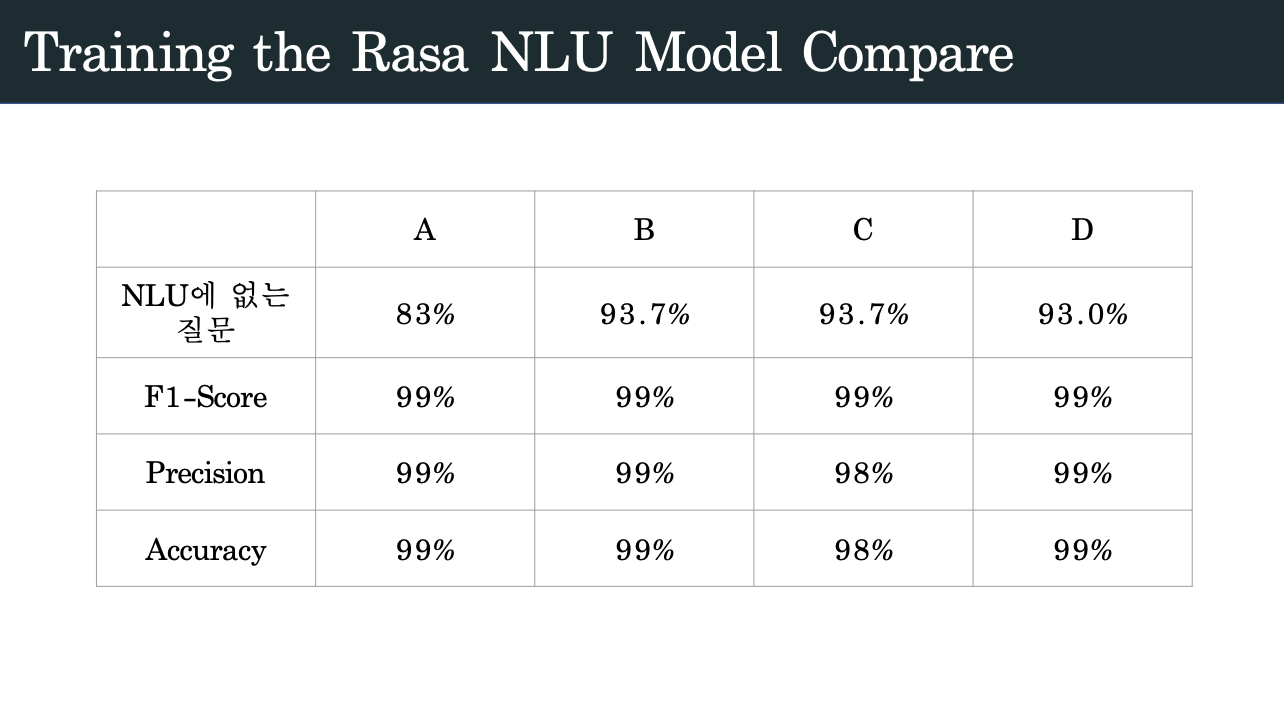 Training the Rasa NLU Model Compare
A B C D
NLU에 없는
질문 83% 93.7% 93.7% 93.0%
F1-Score 99% 99% 99% 99%
Precision 99% 99% 98% 99%
Accuracy 99% 99% 98% 99%